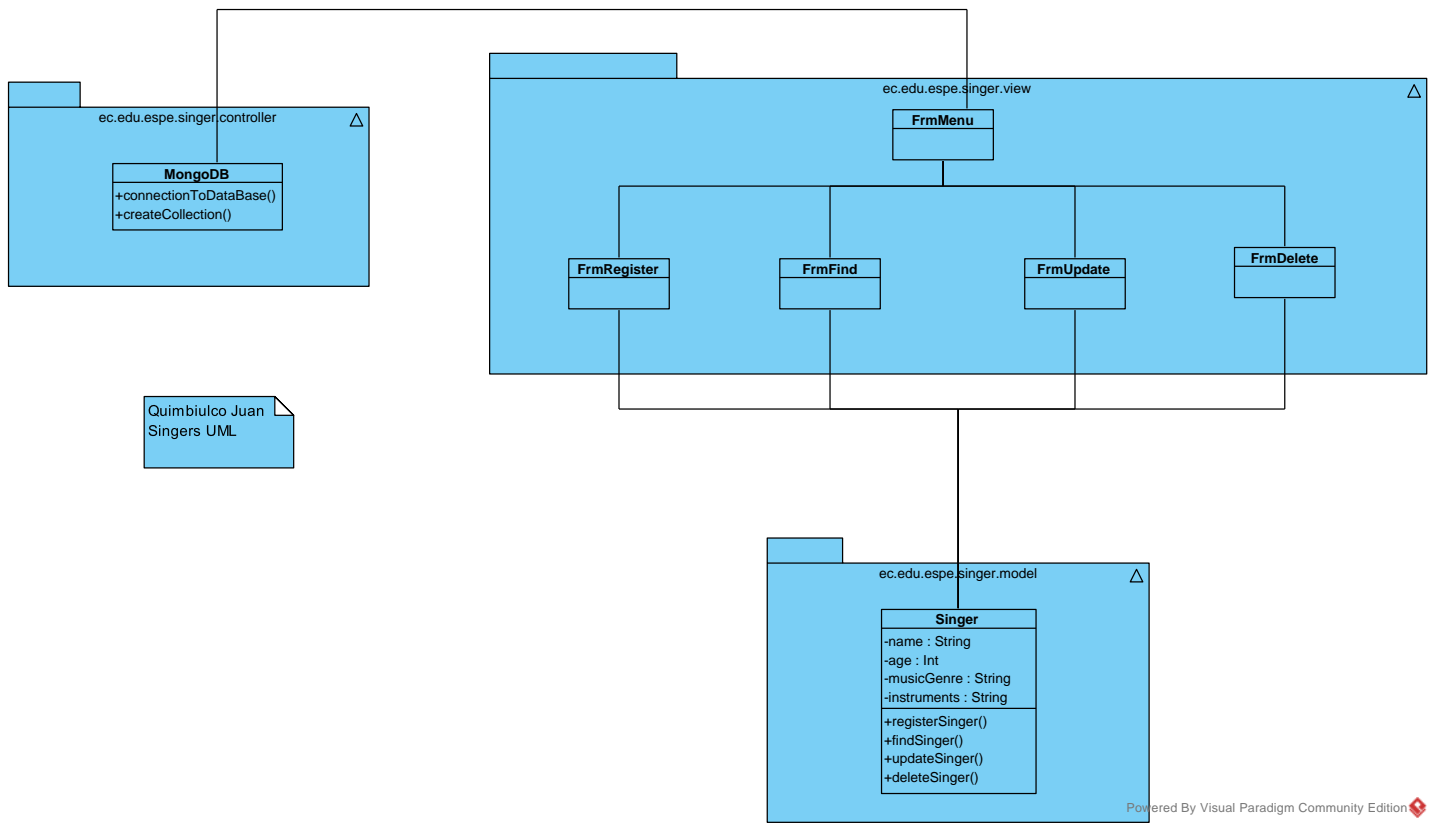 ec.edu.espe.singer.view
FrmMenu
ec.edu.espe.singer.controller
MongoDB
+connectionToDataBase()
+createCollection()
FrmRegister
FrmFind
FrmUpdate
FrmDelete
Quimbiulco Juan
Singers UML
ec.edu.espe.singer.model
Singer
-name : String
-age : Int
-musicGenre : String
-instruments : String
+registerSinger()
+findSinger()
+updateSinger()
+deleteSinger()
Powered By Visual Paradigm Community Edition